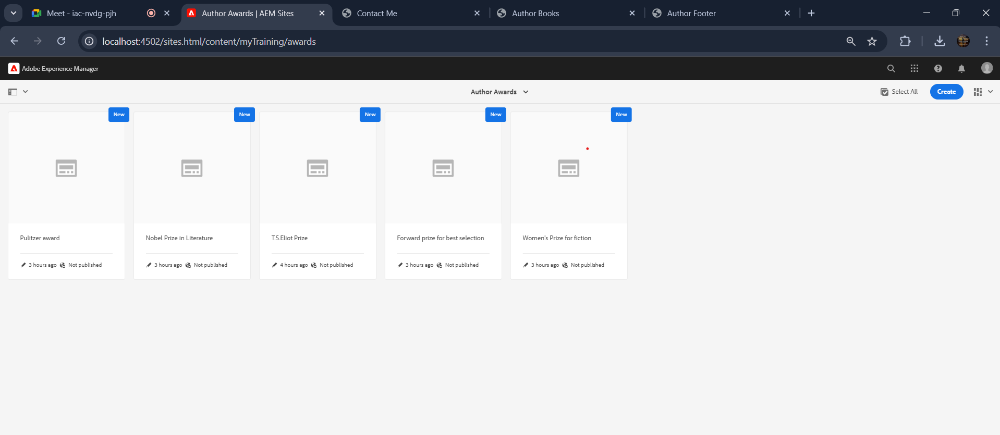 Meet - iac-nvdg-pjh
Author Awards | AEM Sites
Contact Me
Author Books
Author Footer
localhost:4502/sites.html/content/myTraining/awards
Adobe Experience Manager
Author Awards
Select All
Create
New
New
New
New
New
Pulitzer award
Nobel Prize in Literature
T.S.Eliot Prize
Forward prize for best selection
Women's Prize for fiction
3 hours ago Not published
3 hours ago Not published
4 hours ago Not published
3 hours ago Not published
3 hours ago Not published